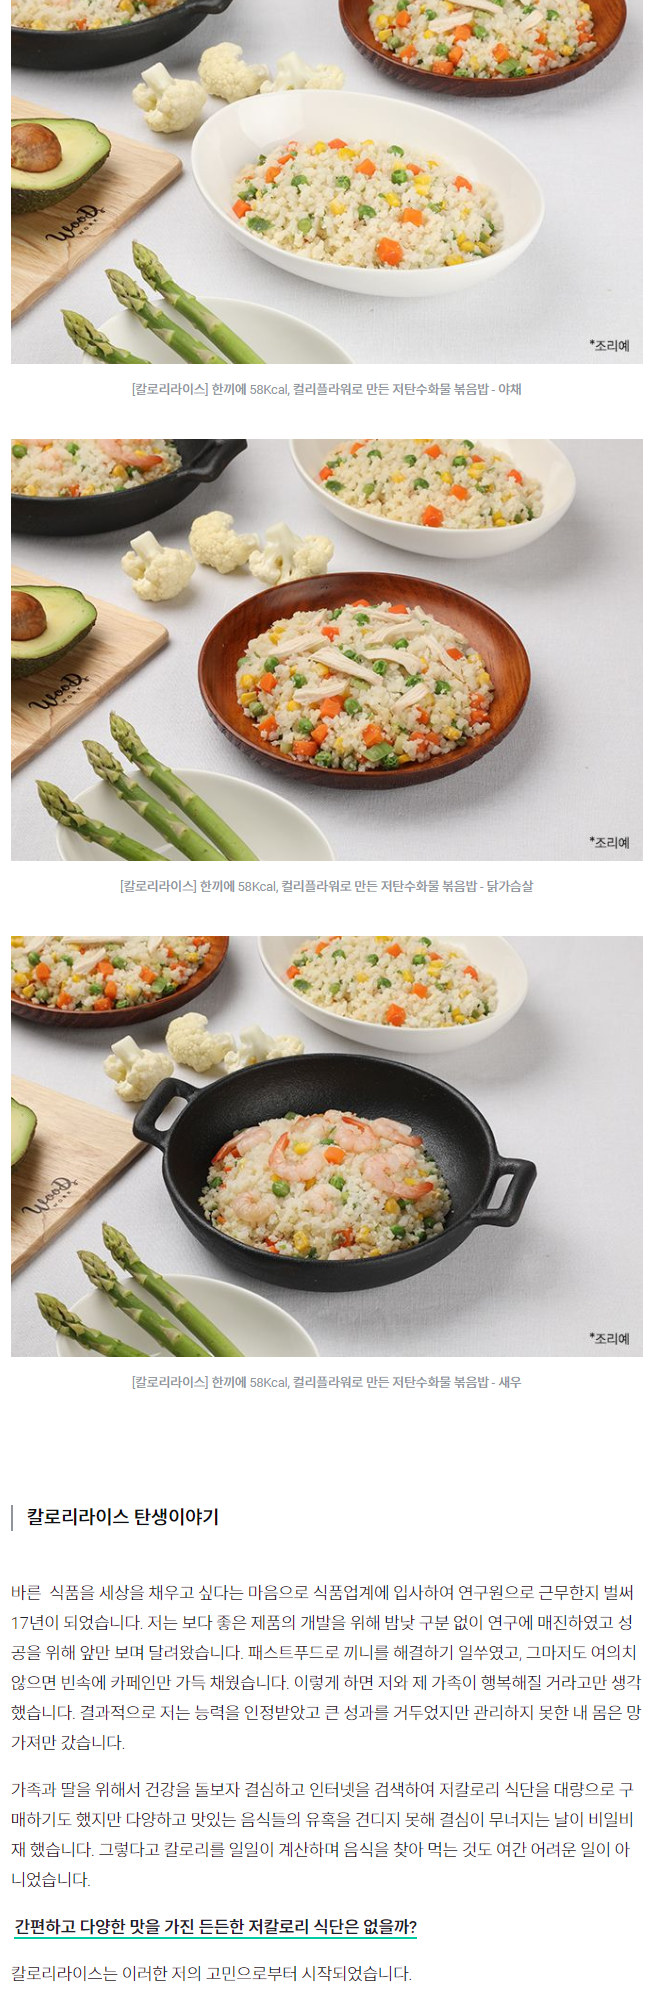 WooD
WORK
*조리예
[칼로리라이스] 한끼에 58Kcal, 컬리플라워로 만든 저탄수화물 볶음밥 - 야채
WooD
WORK
*조리예
[칼로리라이스] 한끼에 58Kcal, 컬리플라워로 만든 저탄수화물 볶음밥 - 닭가슴살
WooD
WORK
*조리예
[칼로리라이스] 한끼에 58Kcal, 컬리플라워로 만든 저탄수화물 볶음밥 - 새우
칼로리라이스 탄생이야기
바른 식품을 세상을 채우고 싶다는 마음으로 식품업계에 입사하여 연구원으로 근무한지 벌써
17년이 되었습니다. 저는 보다 좋은 제품의 개발을 위해 밤낮 구분 없이 연구에 매진하였고 성
공을 위해 앞만 보며 달려왔습니다. 패스트푸드로 끼니를 해결하기 일쑤였고, 그마저도 여의치
않으면 빈속에 카페인만 가득 채웠습니다. 이렇게 하면 저와 제 가족이 행복해질 거라고만 생각
했습니다. 결과적으로 저는 능력을 인정받았고 큰 성과를 거두었지만 관리하지 못한 내 몸은 망
가져만 갔습니다.
가족과 딸을 위해서 건강을 돌보자 결심하고 인터넷을 검색하여 저칼로리 식단을 대량으로 구
매하기도 했지만 다양하고 맛있는 음식들의 유혹을 견디지 못해 결심이 무너지는 날이 비일비
재 했습니다. 그렇다고 칼로리를 일일이 계산하며 음식을 찾아 먹는 것도 여간 어려운 일이 아
니었습니다.
간편하고 다양한 맛을 가진 든든한 저칼로리 식단은 없을까?
칼로리라이스는 이러한 저의 고민으로부터 시작되었습니다.